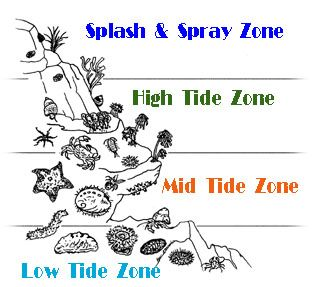 Splash & Spray Zone
High Tide Zone
Mid Tide Zone
Low Tide Zone